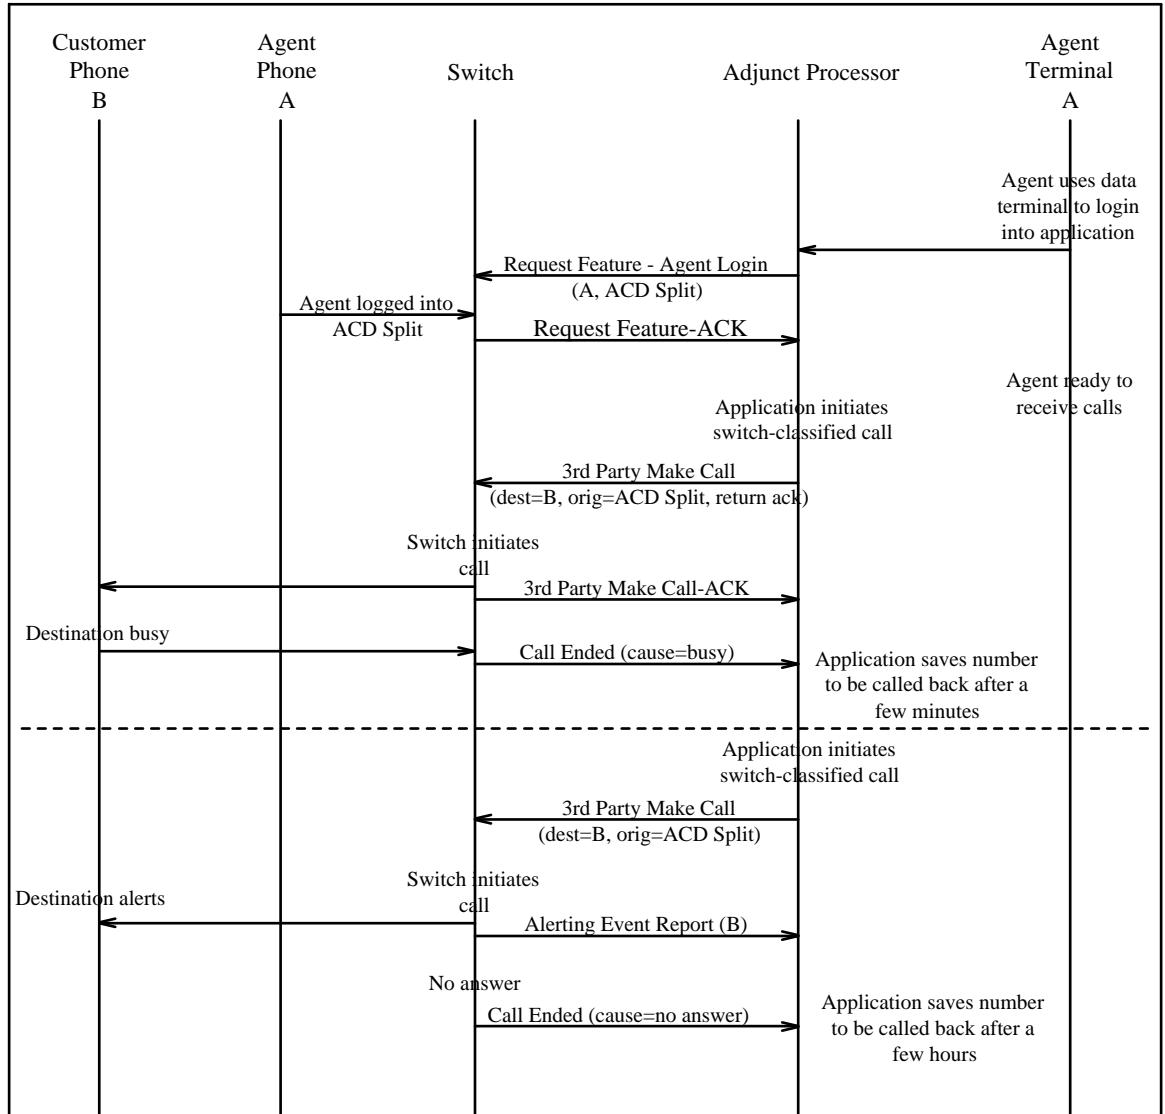 Customer
Phone
B
Agent
Phone
A
Switch
Adjunct Processor
Agent
Terminal
A
Agent uses data
terminal to login
into application
Request Feature - Agent Login
(A, ACD Split)
Agent logged into
ACD Split
Request Feature-ACK
Agent ready to
receive calls
Application initiates
switch-classified call
3rd Party Make Call
(dest=B, orig=ACD Split, return ack)
Switch initiates
call
3rd Party Make Call-ACK
Destination busy
Call Ended (cause=busy)
Application saves number
to be called back after a
few minutes
Application initiates
switch-classified call
3rd Party Make Call
(dest=B, orig=ACD Split)
Switch initiates
call
Destination alerts
Alerting Event Report (B)
No answer
Call Ended (cause=no answer)
Application saves number
to be called back after a
few hours